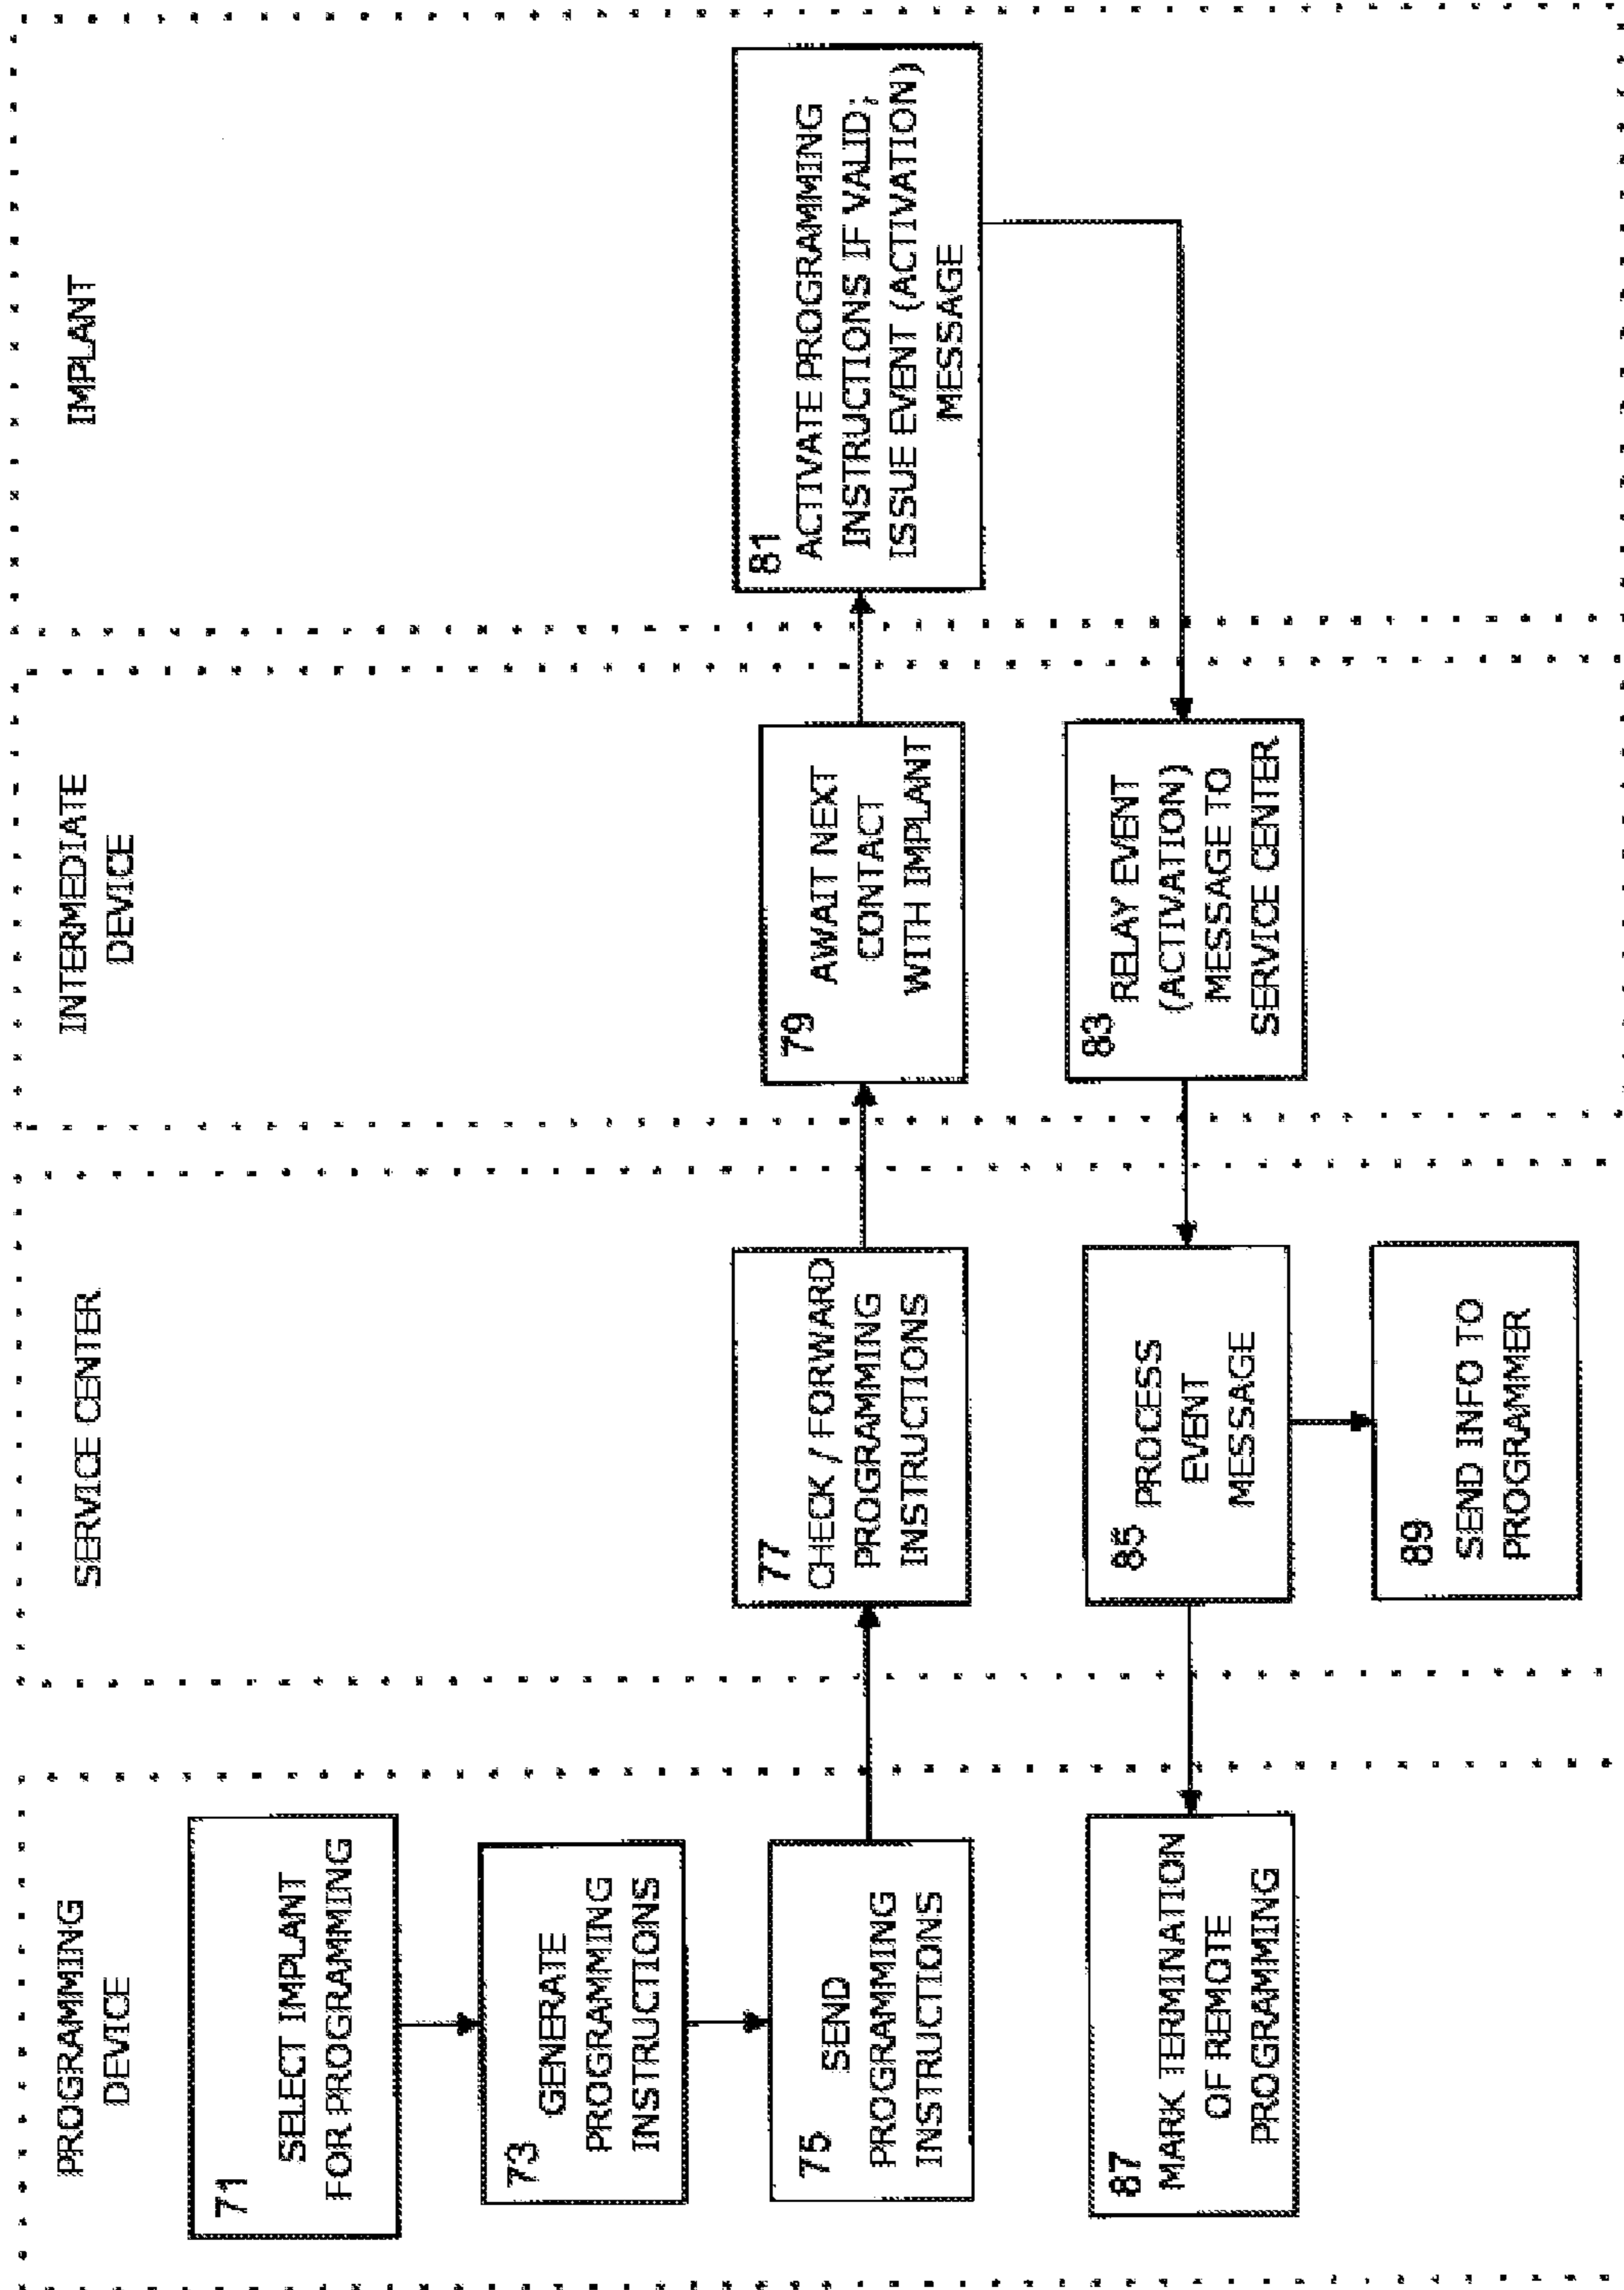 PROGRAMMING
DEVICE
SERVICE CENTER
INTERMEDIATE
DEVICE
IMPLANT
71
SELECT IMPLANT
FOR PROGRAMMING
73
GENERATE
PROGRAMMING
INSTRUCTIONS
75
SEND
PROGRAMMING
INSTRUCTIONS
77
CHECK / FORWARD
PROGRAMMING
INSTRUCTIONS
79
AWAIT NEXT
CONTACT
WITH IMPLANT
81
ACTIVATE PROGRAMMING
INSTRUCTIONS IF VALID;
ISSUE EVENT (ACTIVATION)
MESSAGE
83
RELAY EVENT
(ACTIVATION)
MESSAGE TO
SERVICE CENTER
85
PROCESS
EVENT
MESSAGE
87
MARK TERMINATION
OF REMOTE
PROGRAMMING
89
SEND INFO TO
PROGRAMMER